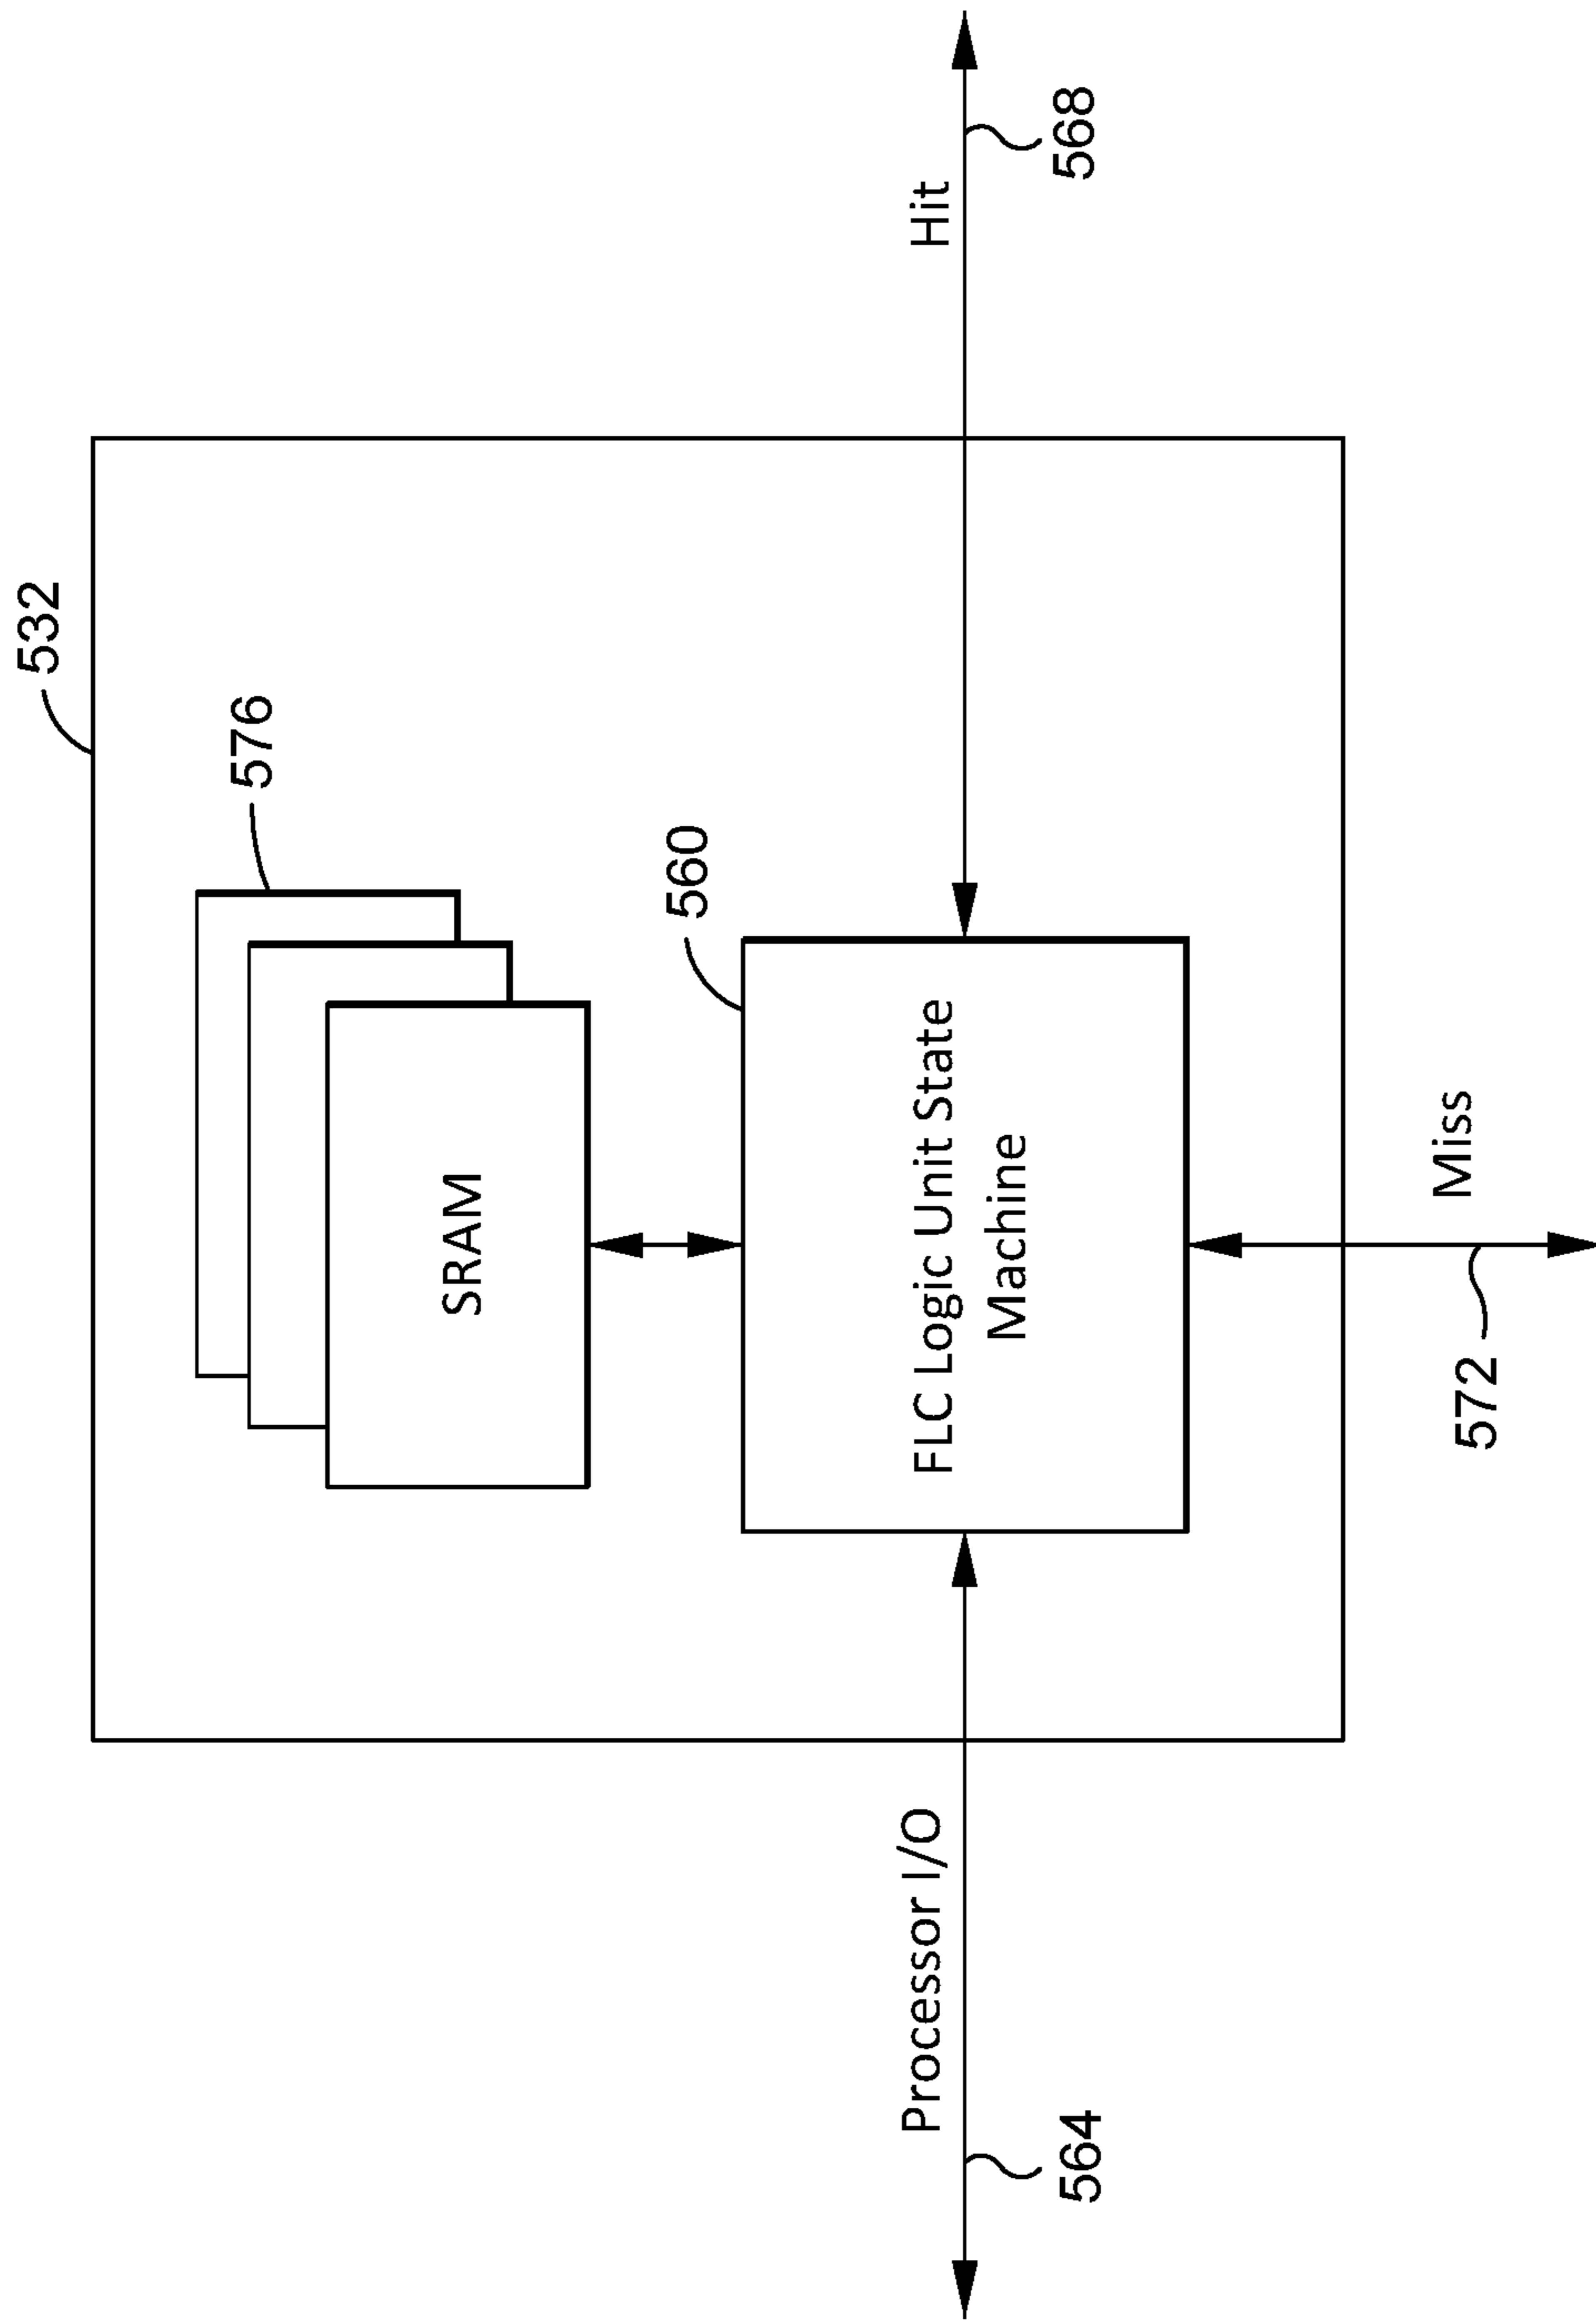 532
576
SRAM
560
FLC Logic Unit State
Machine
Processor I/O
564
Hit
568
Miss
572